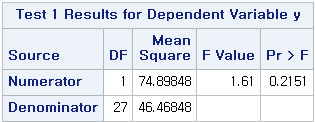 Test 1 Results for Dependent Variable y
Source DF Mean Square F Value Pr > F
Numerator 1 74.89848 1.61 0.2151
Denominator 27 46.46848